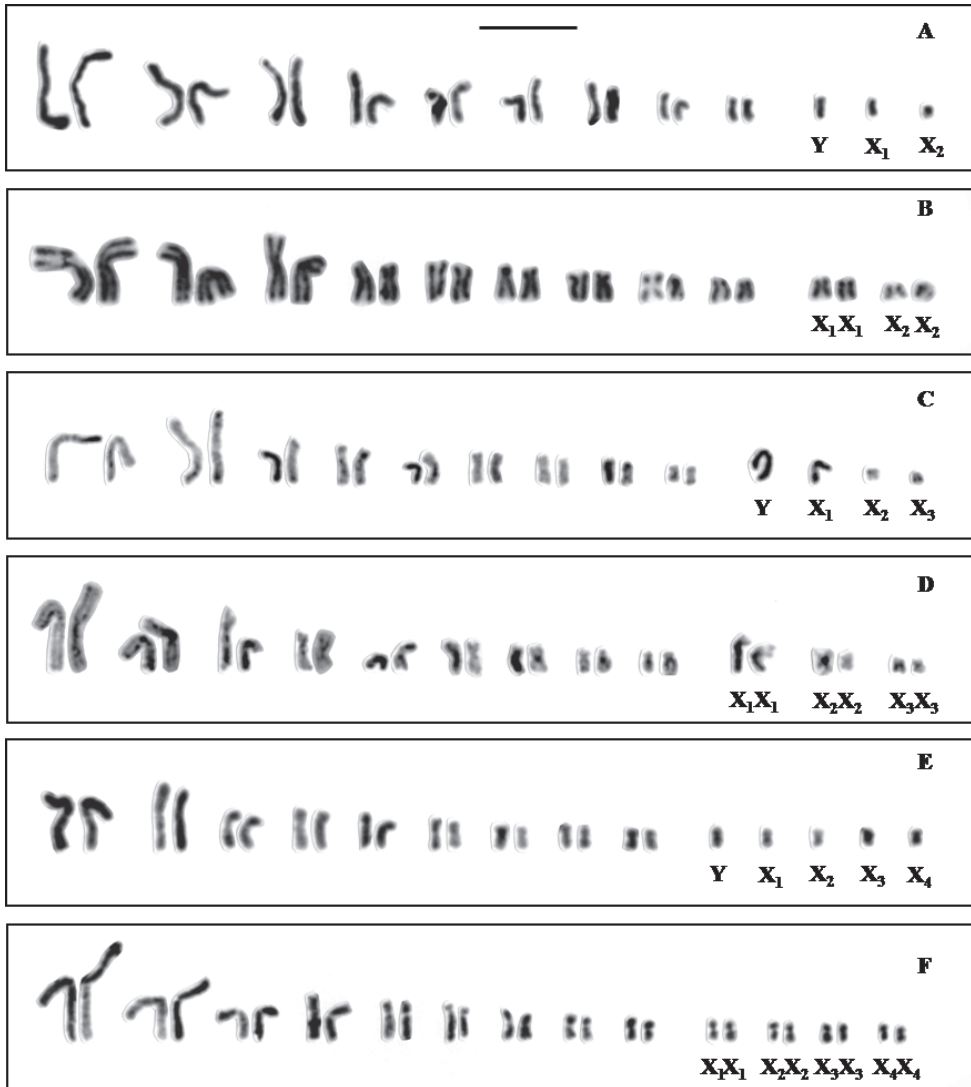 A
Y X₁ X₂
B
X₁X₁ X₂X₂
C
Y X₁ X₂ X₃
D
X₁X₁ X₂X₂ X₃X₃
E
Y X₁ X₂ X₃ X₄
F
X₁X₁ X₂X₂ X₃X₃ X₄X₄